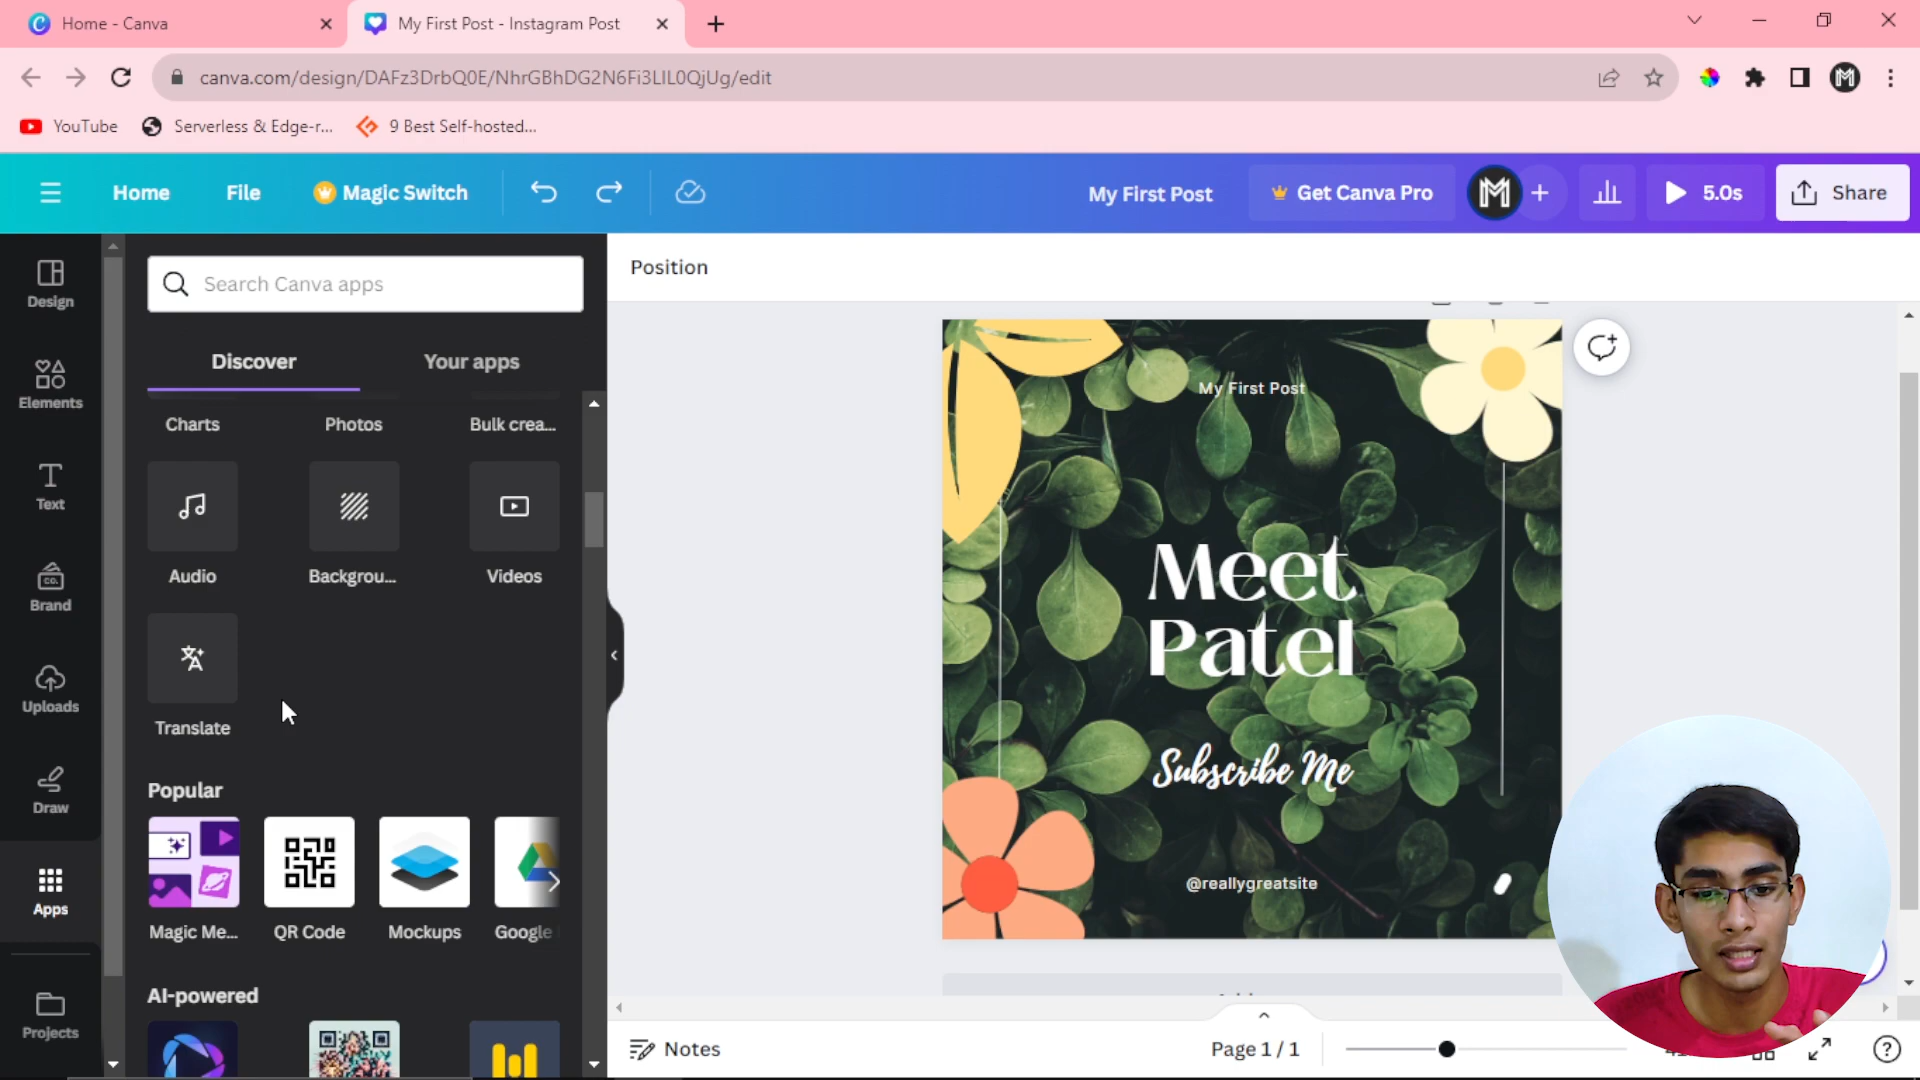 Home - Canva
My First Post - Instagram Post
canva.com/design/DAFz3DrbQ0E/NhrGBhDG2N6Fi3LIL0QjUg/edit
YouTube
Serverless & Edge-r...
9 Best Self-hosted...
Home
File
Magic Switch
My First Post
Get Canva Pro
5.0s
Share
Design
Elements
Text
Brand
Uploads
Draw
Apps
Projects
Search Canva apps
Discover
Your apps
Charts
Photos
Bulk crea...
Audio
Backgrou...
Videos
Translate
Popular
Magic Me...
QR Code
Mockups
Google
AI-powered
Position
My First Post
Meet
Patel
Subscribe Me
@reallygreatsite
Notes
Page 1 / 1